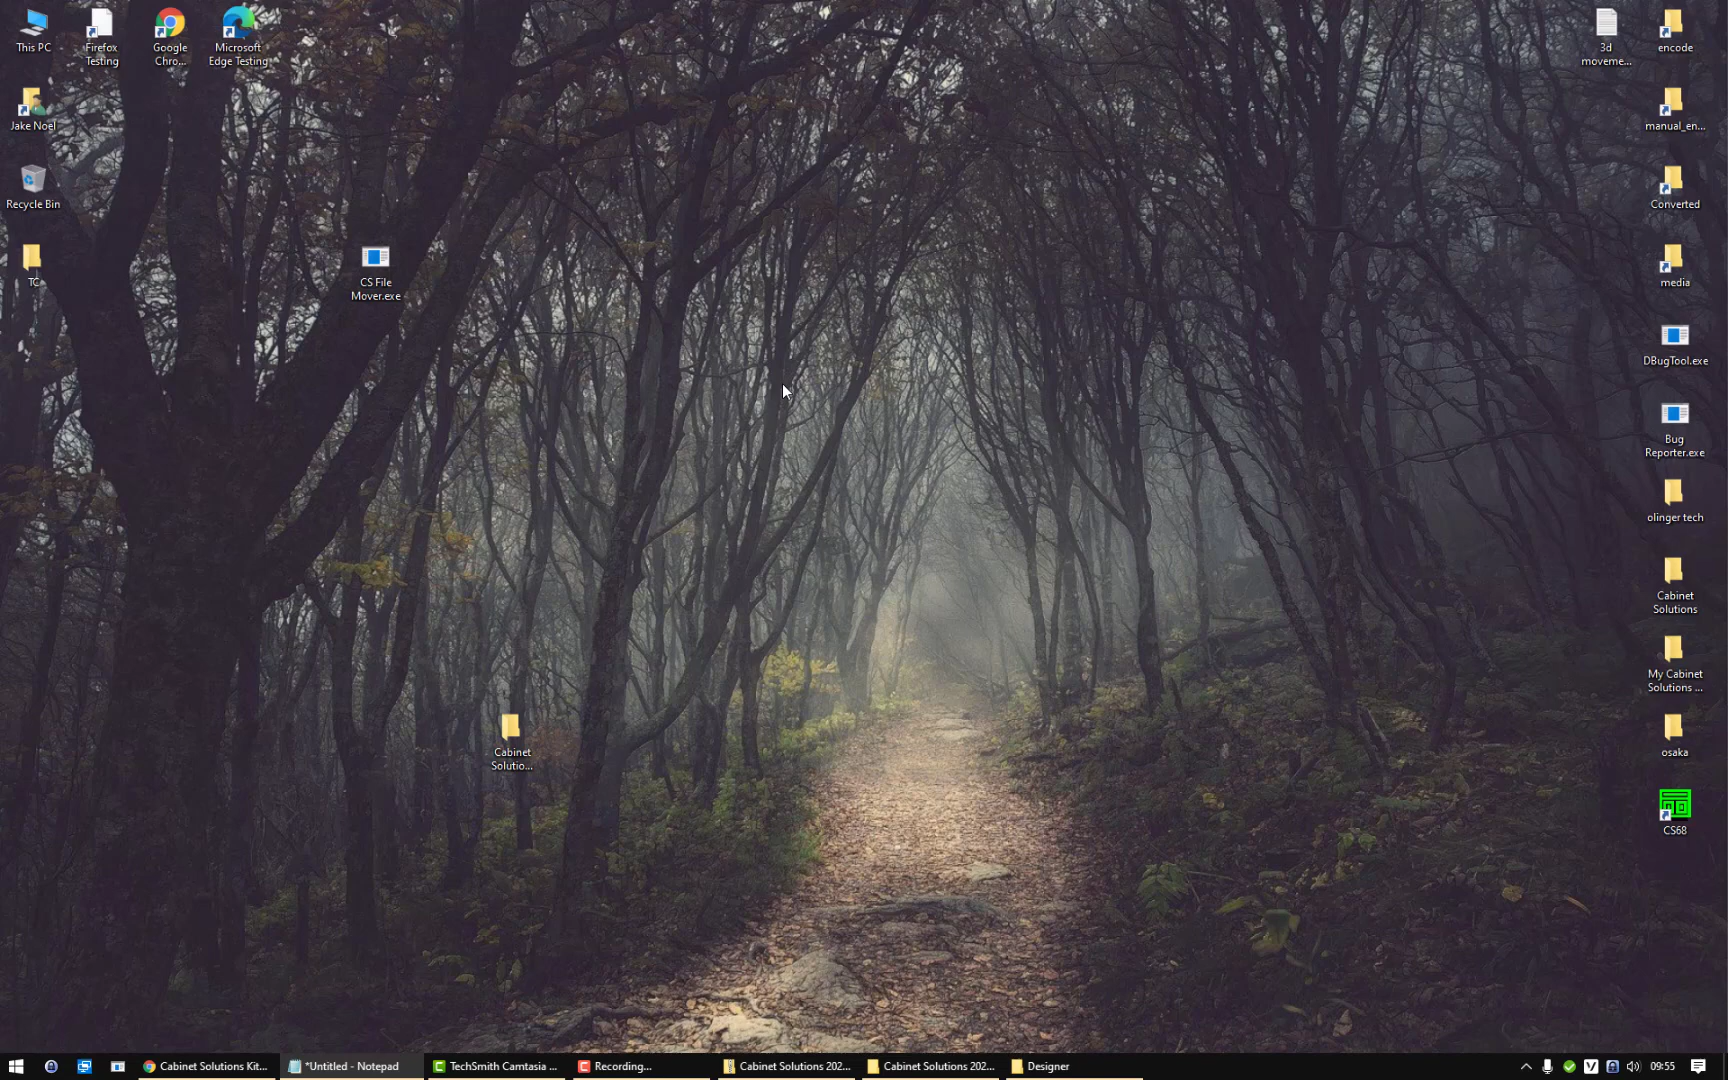 This PC
Firefox
Testing
Google
Chro...
Microsoft
Edge Testing
3d
moveme...
encode
Jake Noel
manual_en...
Recycle Bin
Converted
TC
CS File
Mover.exe
media
DBugTool.exe
Bug
Reporter.exe
olinger tech
Cabinet
Solutions
My Cabinet
Solutions ...
Cabinet
Solutio...
osaka
CS68
Cabinet Solutions Kit...
*Untitled - Notepad
TechSmith Camtasia ...
Recording...
Cabinet Solutions 202...
Cabinet Solutions 202...
Designer
09:55